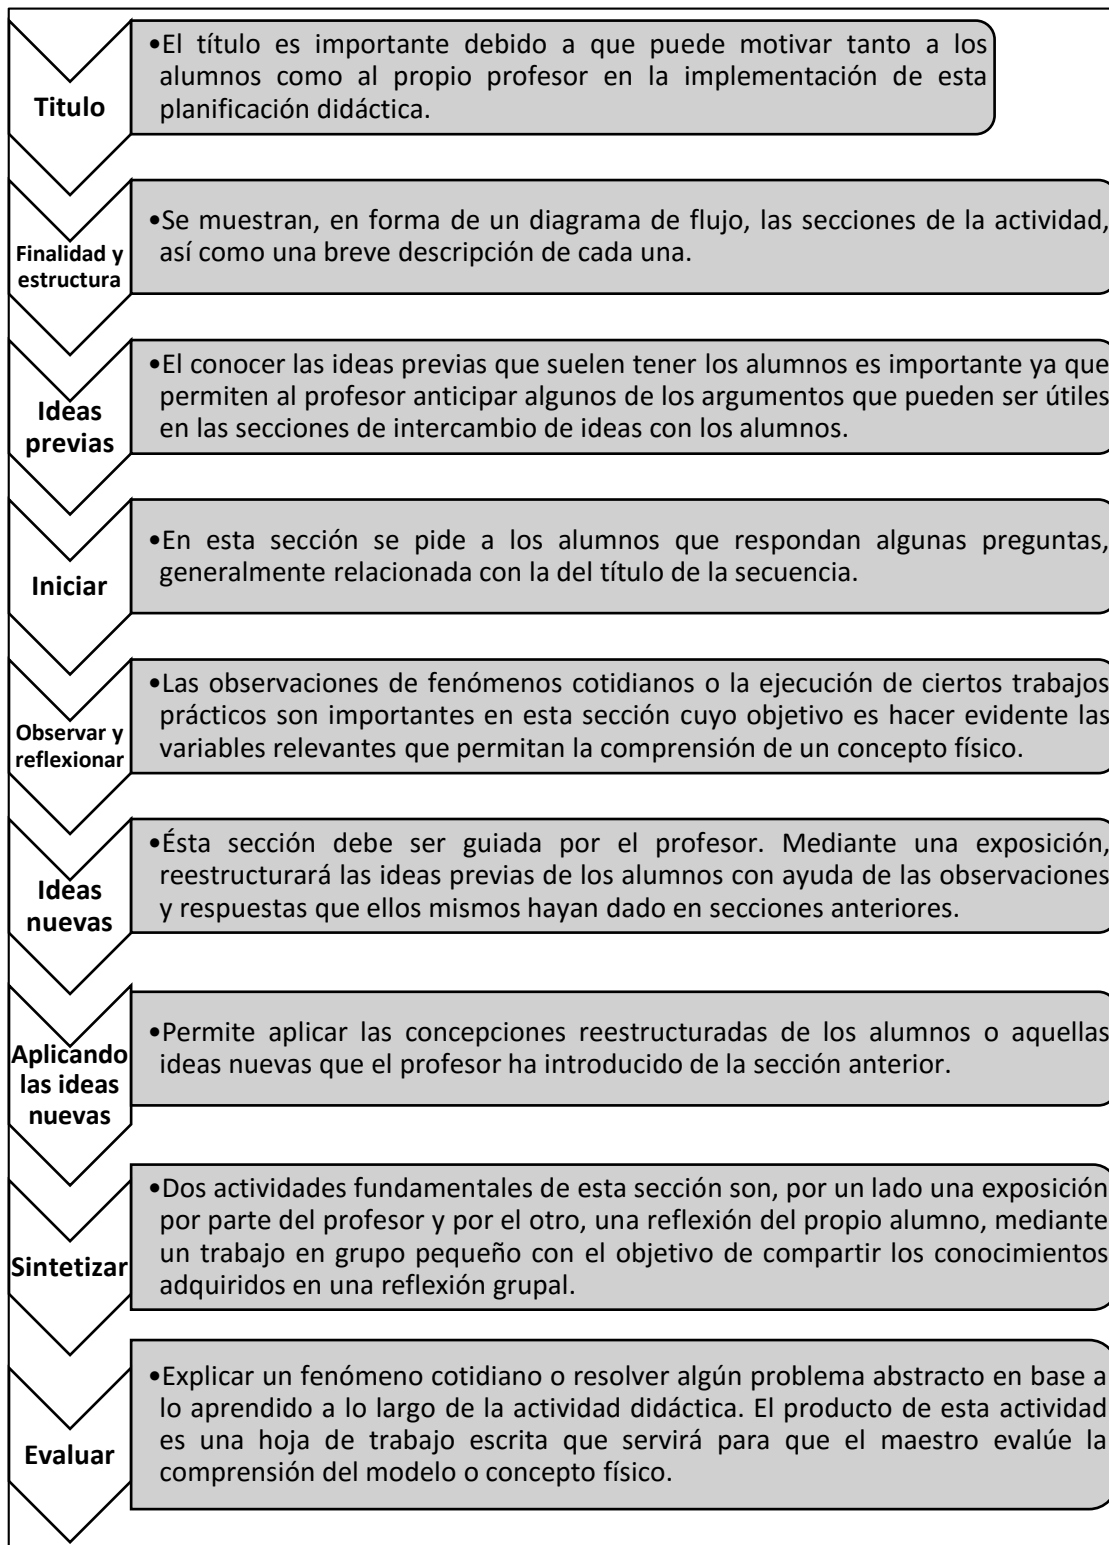 Titulo
•El título es importante debido a que puede motivar tanto a los
alumnos como al propio profesor en la implementación de esta
planificación didáctica.
Finalidad y
estructura
•Se muestran, en forma de un diagrama de flujo, las secciones de la actividad,
así como una breve descripción de cada una.
Ideas
previas
•El conocer las ideas previas que suelen tener los alumnos es importante ya que
permiten al profesor anticipar algunos de los argumentos que pueden ser útiles
en las secciones de intercambio de ideas con los alumnos.
Iniciar
•En esta sección se pide a los alumnos que respondan algunas preguntas,
generalmente relacionada con la del título de la secuencia.
Observar y
reflexionar
•Las observaciones de fenómenos cotidianos o la ejecución de ciertos trabajos
prácticos son importantes en esta sección cuyo objetivo es hacer evidente las
variables relevantes que permitan la comprensión de un concepto físico.
Ideas
nuevas
•Ésta sección debe ser guiada por el profesor. Mediante una exposición,
reestructurará las ideas previas de los alumnos con ayuda de las observaciones
y respuestas que ellos mismos hayan dado en secciones anteriores.
Aplicando
las ideas
nuevas
•Permite aplicar las concepciones reestructuradas de los alumnos o aquellas
ideas nuevas que el profesor ha introducido de la sección anterior.
Sintetizar
•Dos actividades fundamentales de esta sección son, por un lado una exposición
por parte del profesor y por el otro, una reflexión del propio alumno, mediante
un trabajo en grupo pequeño con el objetivo de compartir los conocimientos
adquiridos en una reflexión grupal.
Evaluar
•Explicar un fenómeno cotidiano o resolver algún problema abstracto en base a
lo aprendido a lo largo de la actividad didáctica. El producto de esta actividad
es una hoja de trabajo escrita que servirá para que el maestro evalúe la
comprensión del modelo o concepto físico.